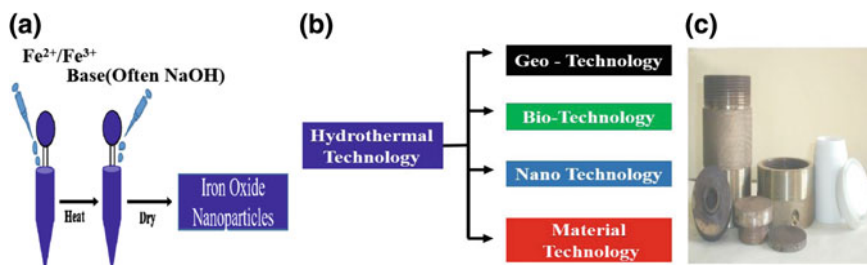 (a)
Fe²⁺/Fe³⁺
Base(Often NaOH)
Heat
Dry
Iron Oxide
Nanoparticles
(b)
Hydrothermal
Technology
Geo - Technology
Bio-Technology
Nano Technology
Material
Technology
(c)